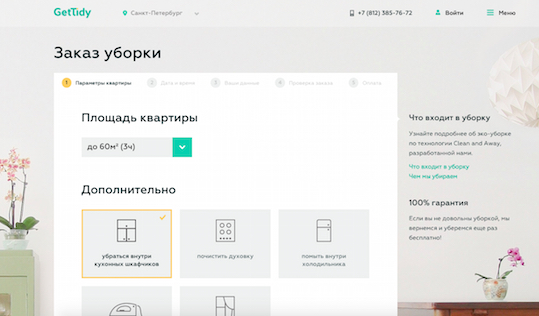 GetTidy
Санкт-Петербург
+7 (812) 385-76-72
Войти
Меню
Заказ уборки
1 Параметры квартиры
2 Дата и время
3 Ваши данные
4 Проверка заказа
5 Оплата
Площадь квартиры
до 60м² (3ч)
Дополнительно
убраться внутри
кухонных шкафчиков
почистить духовку
помыть внутри
холодильника
Что входит в уборку
Узнайте подробнее об эко-уборке
по технологии Clean and Away,
разработанной нами.
Что входит в уборку
Чем мы убираем
100% гарантия
Если вы не довольны уборкой, мы
вернемся и уберемся еще раз
бесплатно!